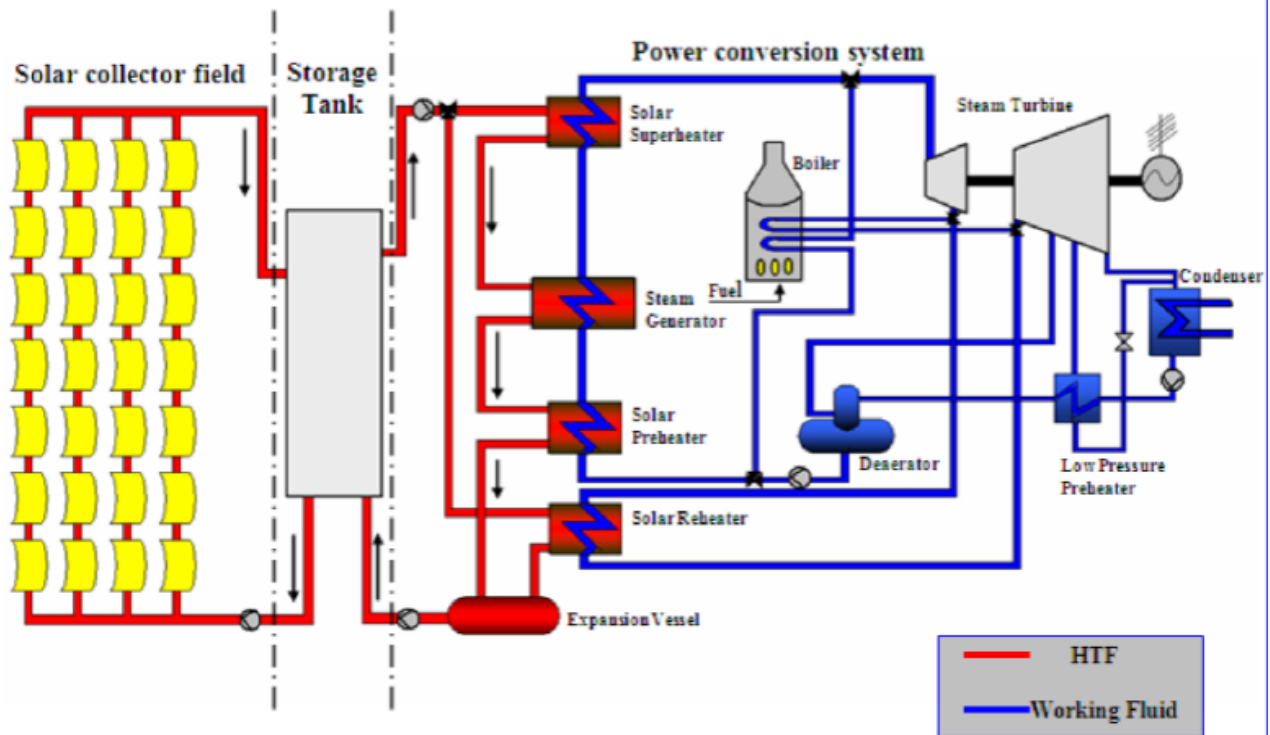 Power conversion system
Solar collector field
Storage
Tank
Steam Turbine
Solar
Superheater
Boiler
Fuel
Steam
Generator
Condenser
Solar
Preheater
Deaerator
Low Pressure
Preheater
Solar Reheater
Expansion Vessel
HTF
Working Fluid